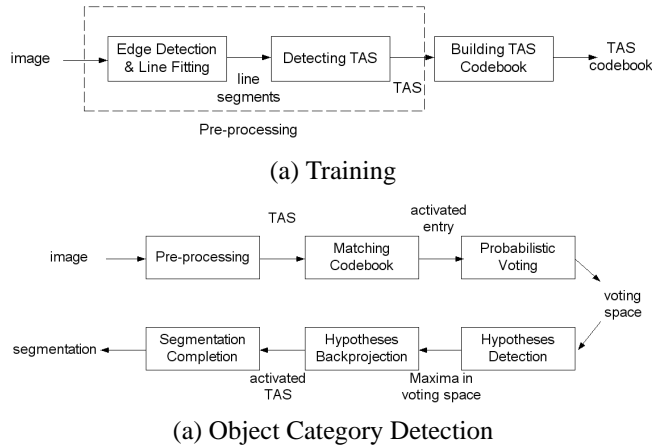 image
Edge Detection
& Line Fitting
line
segments
Detecting TAS
TAS
Building TAS
Codebook
TAS
codebook
Pre-processing
(a) Training
image
Pre-processing
TAS
Matching
Codebook
activated
entry
Probabilistic
Voting
voting
space
Hypotheses
Detection
Maxima in
voting space
Hypotheses
Backprojection
activated
TAS
Segmentation
Completion
segmentation
(a) Object Category Detection